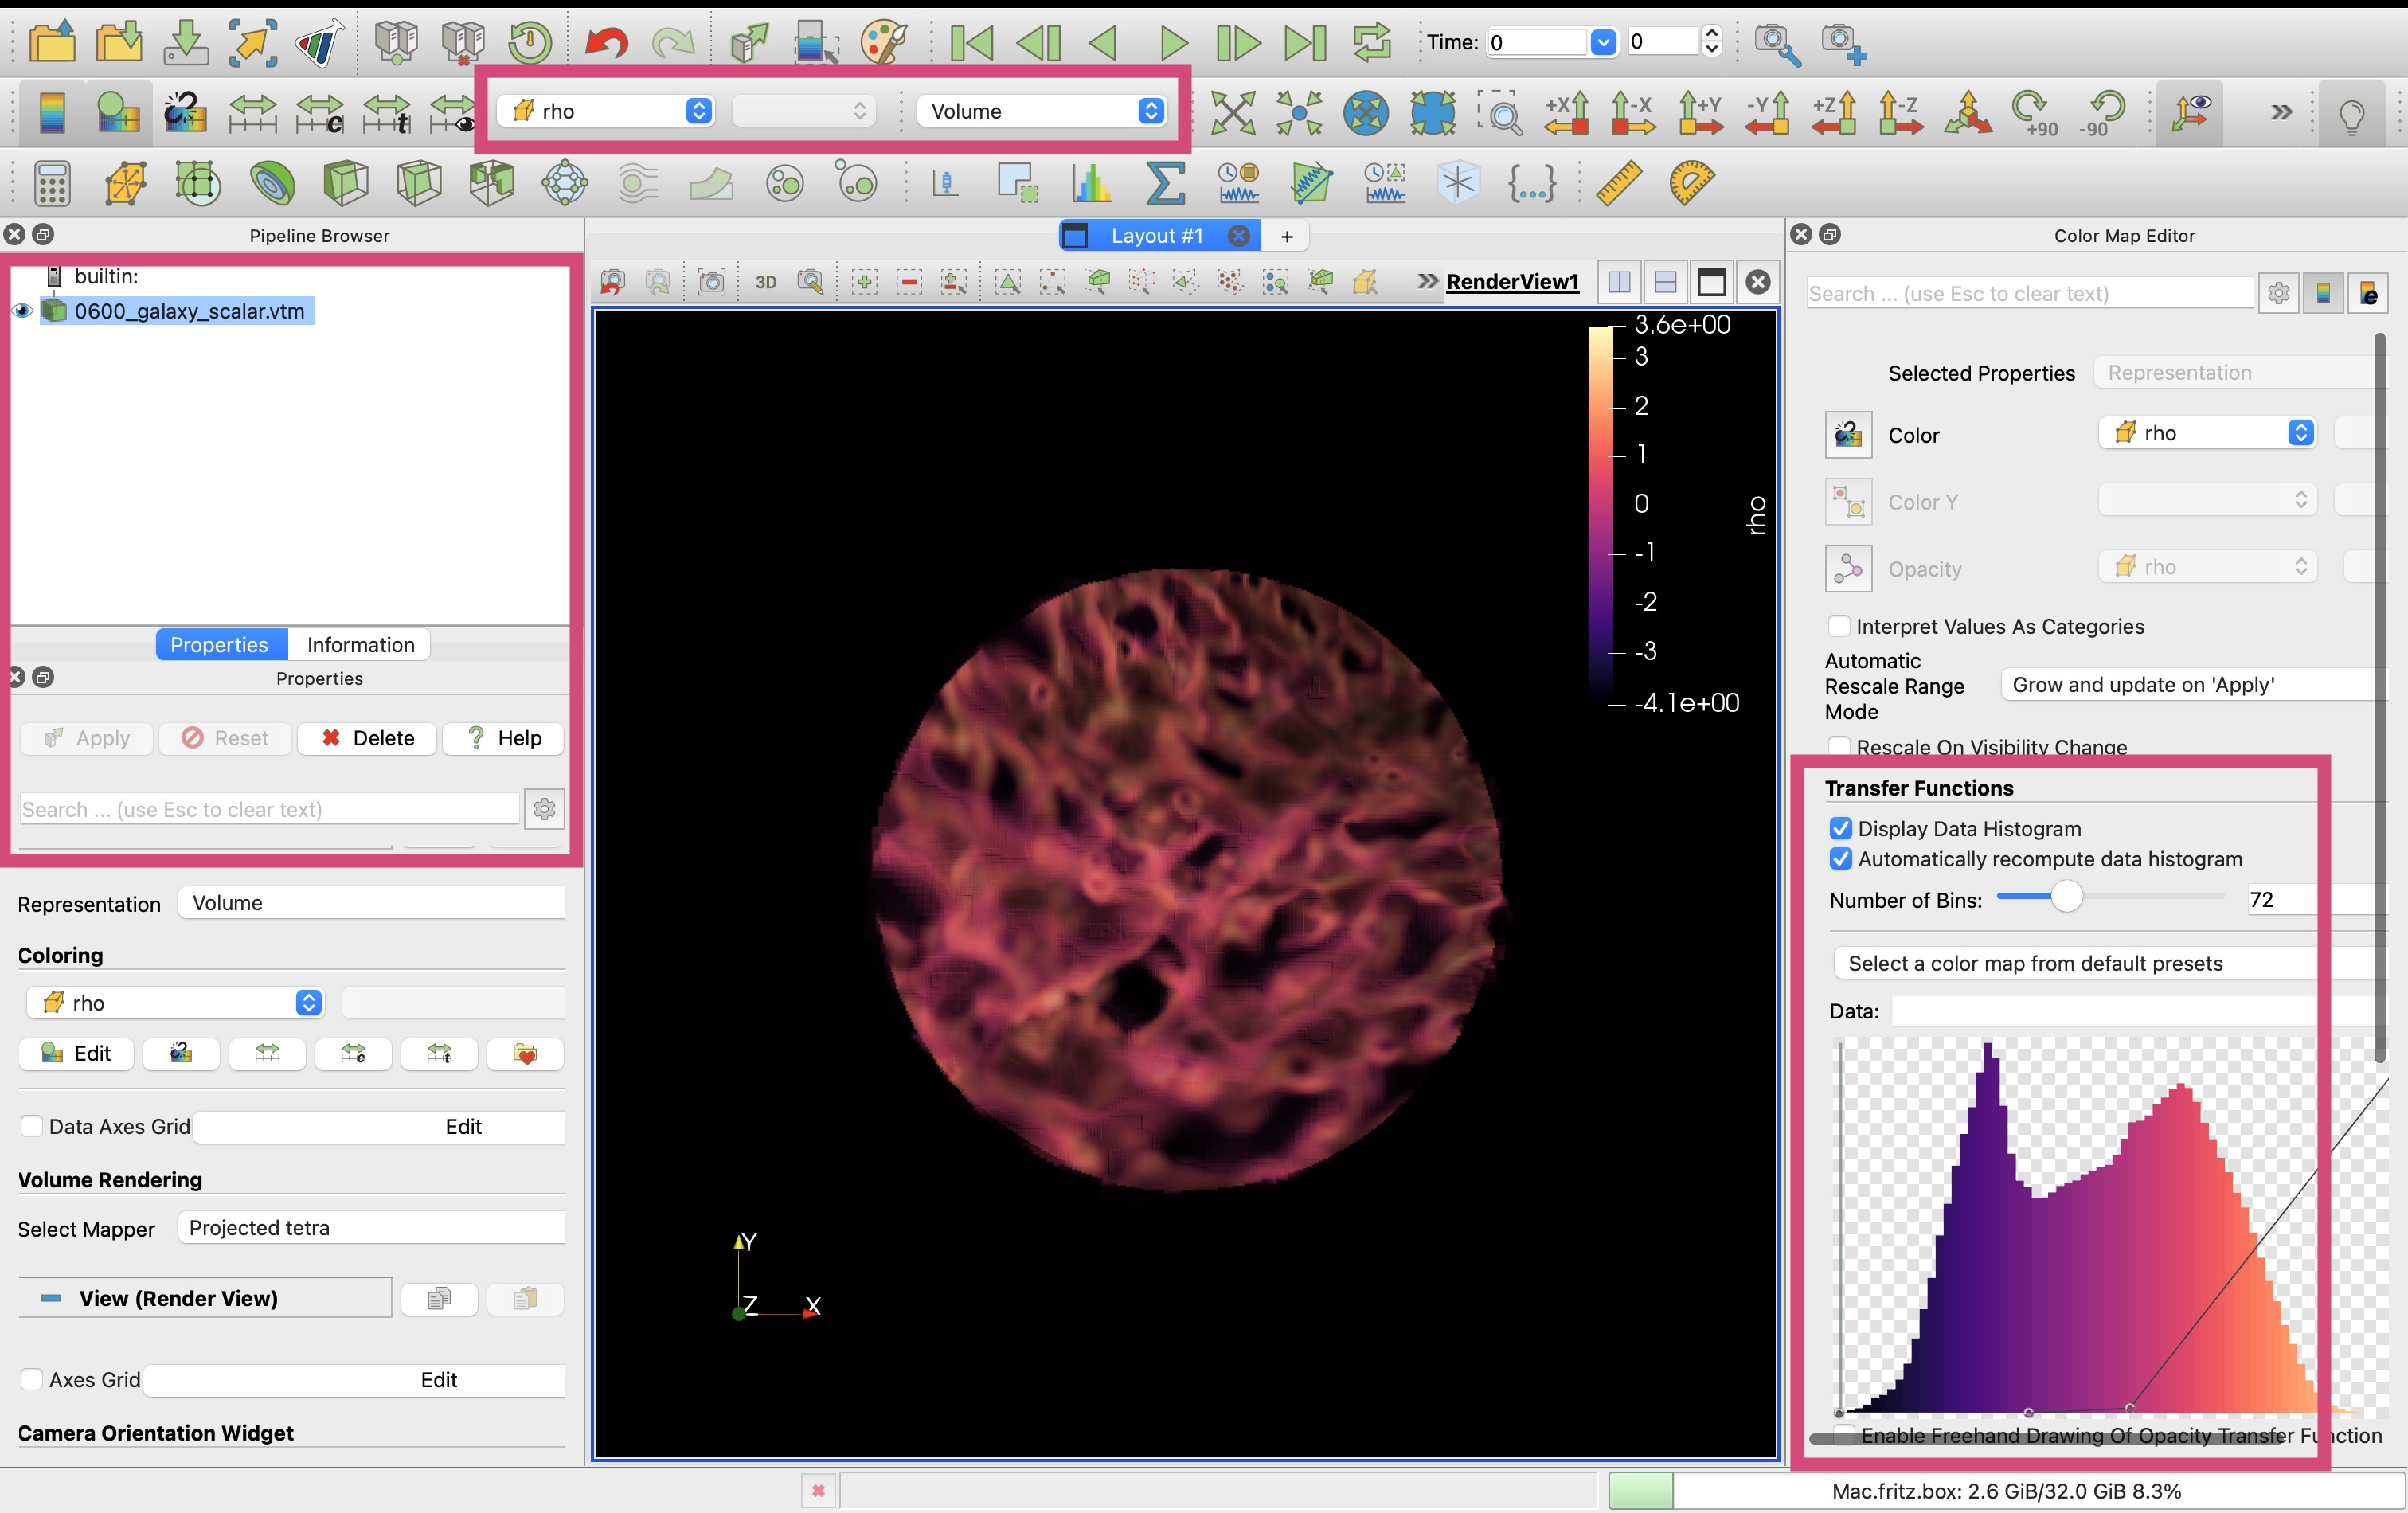 Time: 0 0
rho Volume +X -X +Y -Y +Z -Z +90 -90 »
c t
Pipeline Browser
builtin:
0600_galaxy_scalar.vtm
Properties Information
Properties
Apply Reset Delete ? Help
Search ... (use Esc to clear text)
Representation Volume
Coloring
rho
Edit c t
Data Axes Grid Edit
Volume Rendering
Select Mapper Projected tetra
View (Render View)
Axes Grid Edit
Camera Orientation Widget
Layout #1 +
3D » RenderView1
3.6e+00
3
2
1
0
-1
-2
-3
-4.1e+00
rho
Y
Z X
Color Map Editor
Search ... (use Esc to clear text) e
Selected Properties Representation
Color rho
Color Y
Opacity rho
Interpret Values As Categories
Automatic
Rescale Range
Mode
Grow and update on 'Apply'
Rescale On Visibility Change
Transfer Functions
Display Data Histogram
Automatically recompute data histogram
Number of Bins: 72
Select a color map from default presets
Data:
Enable Freehand Drawing Of Opacity Transfer Function
Mac.fritz.box: 2.6 GiB/32.0 GiB 8.3%